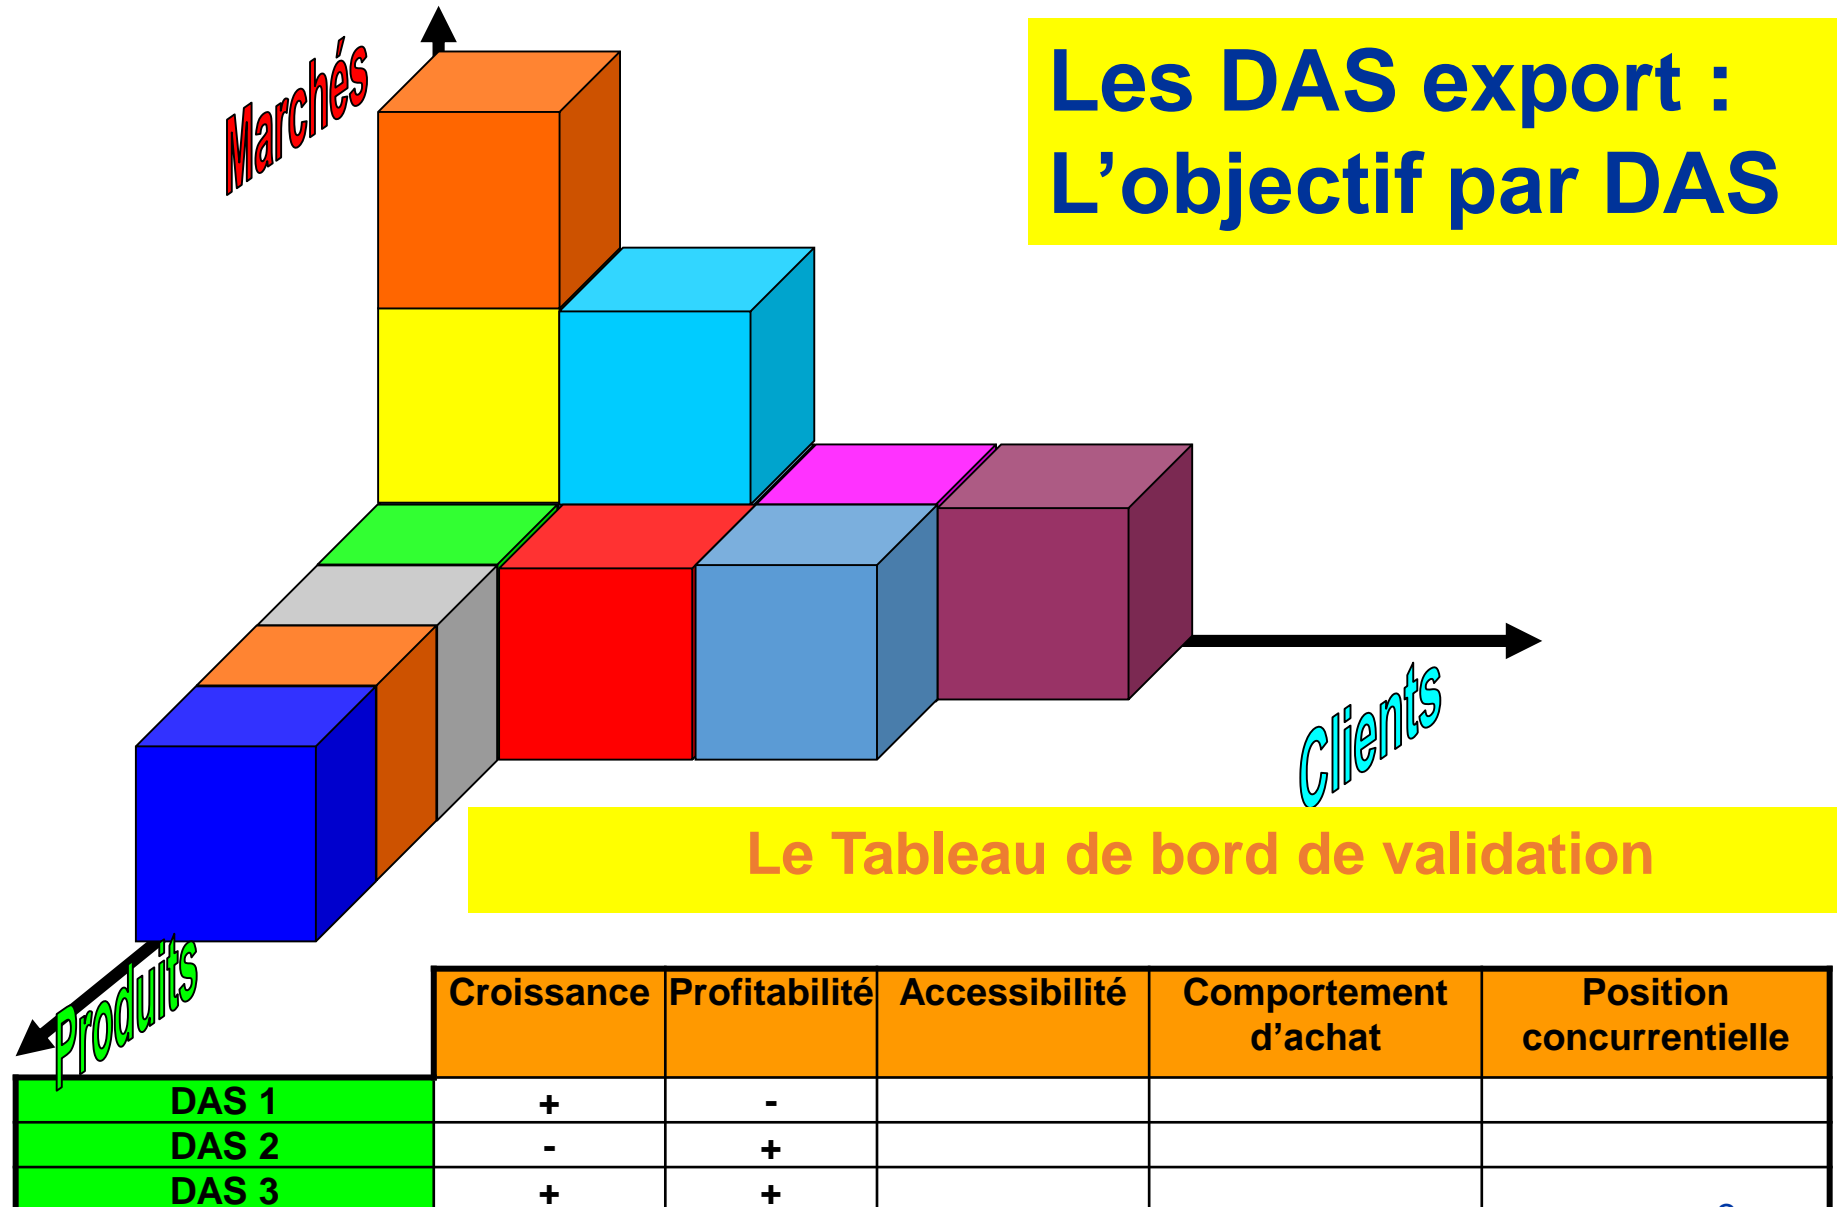 Marchés
Les DAS export :
L’objectif par DAS
Clients
Le Tableau de bord de validation
Produits
Croissance Profitabilité Accessibilité Comportement d’achat Position concurrentielle
DAS 1 + -
DAS 2 - +
DAS 3 + +